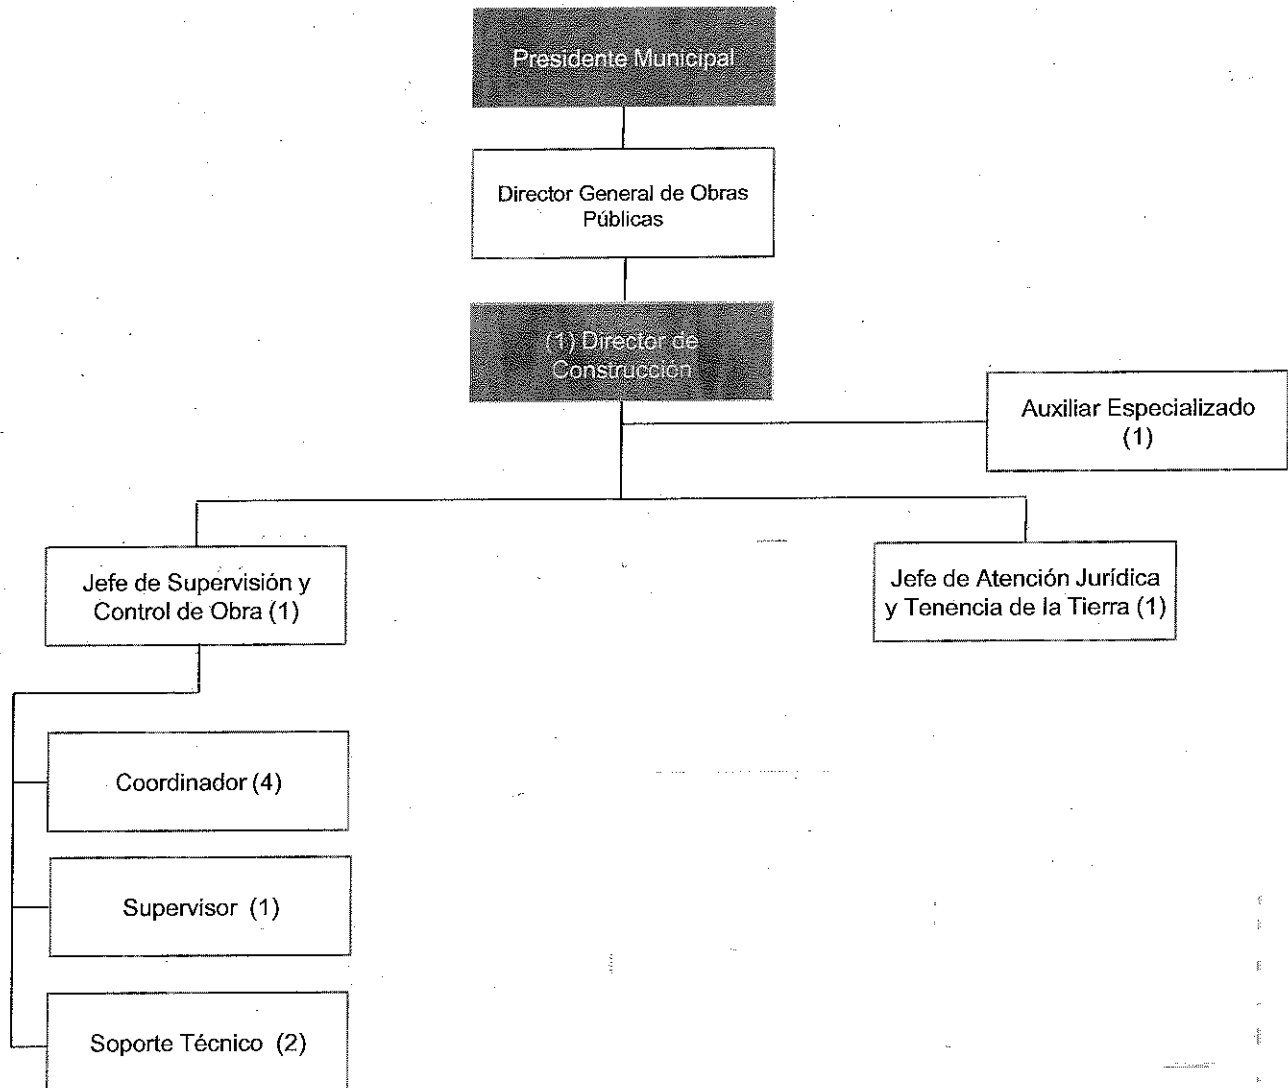 Presidente Municipal
Director General de Obras
Públicas
(1) Director de
Construcción
Auxiliar Especializado
(1)
Jefe de Supervisión y
Control de Obra (1)
Jefe de Atención Jurídica
y Tenencia de la Tierra (1)
Coordinador (4)
Supervisor (1)
Soporte Técnico (2)